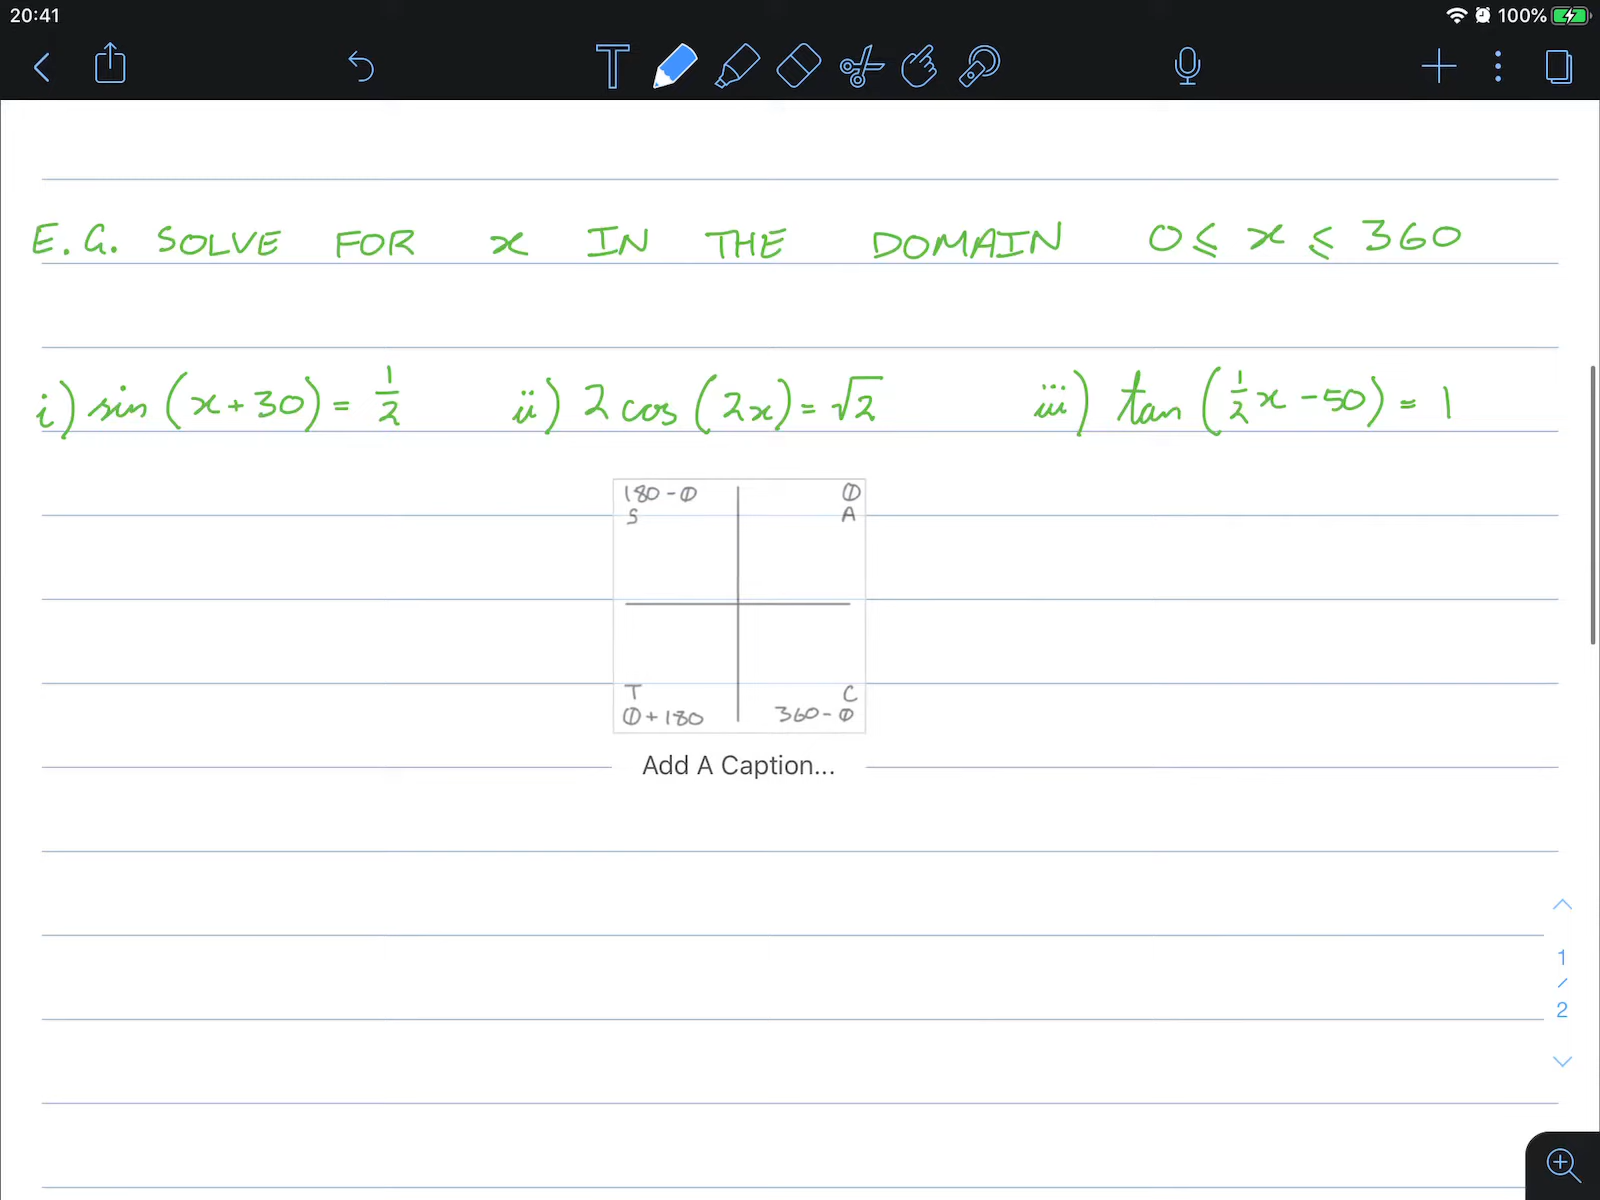 20:41 100%
E.G. SOLVE FOR x IN THE DOMAIN 0 ⩽ x ⩽ 360
i) sin (x+30) = 1/2 ii) 2 cos (2x) = √2 iii) tan (1/2 x - 50) = 1
180 - Θ Θ
S A
T C
Θ + 180 360 - Θ
Add A Caption...
1
/
2